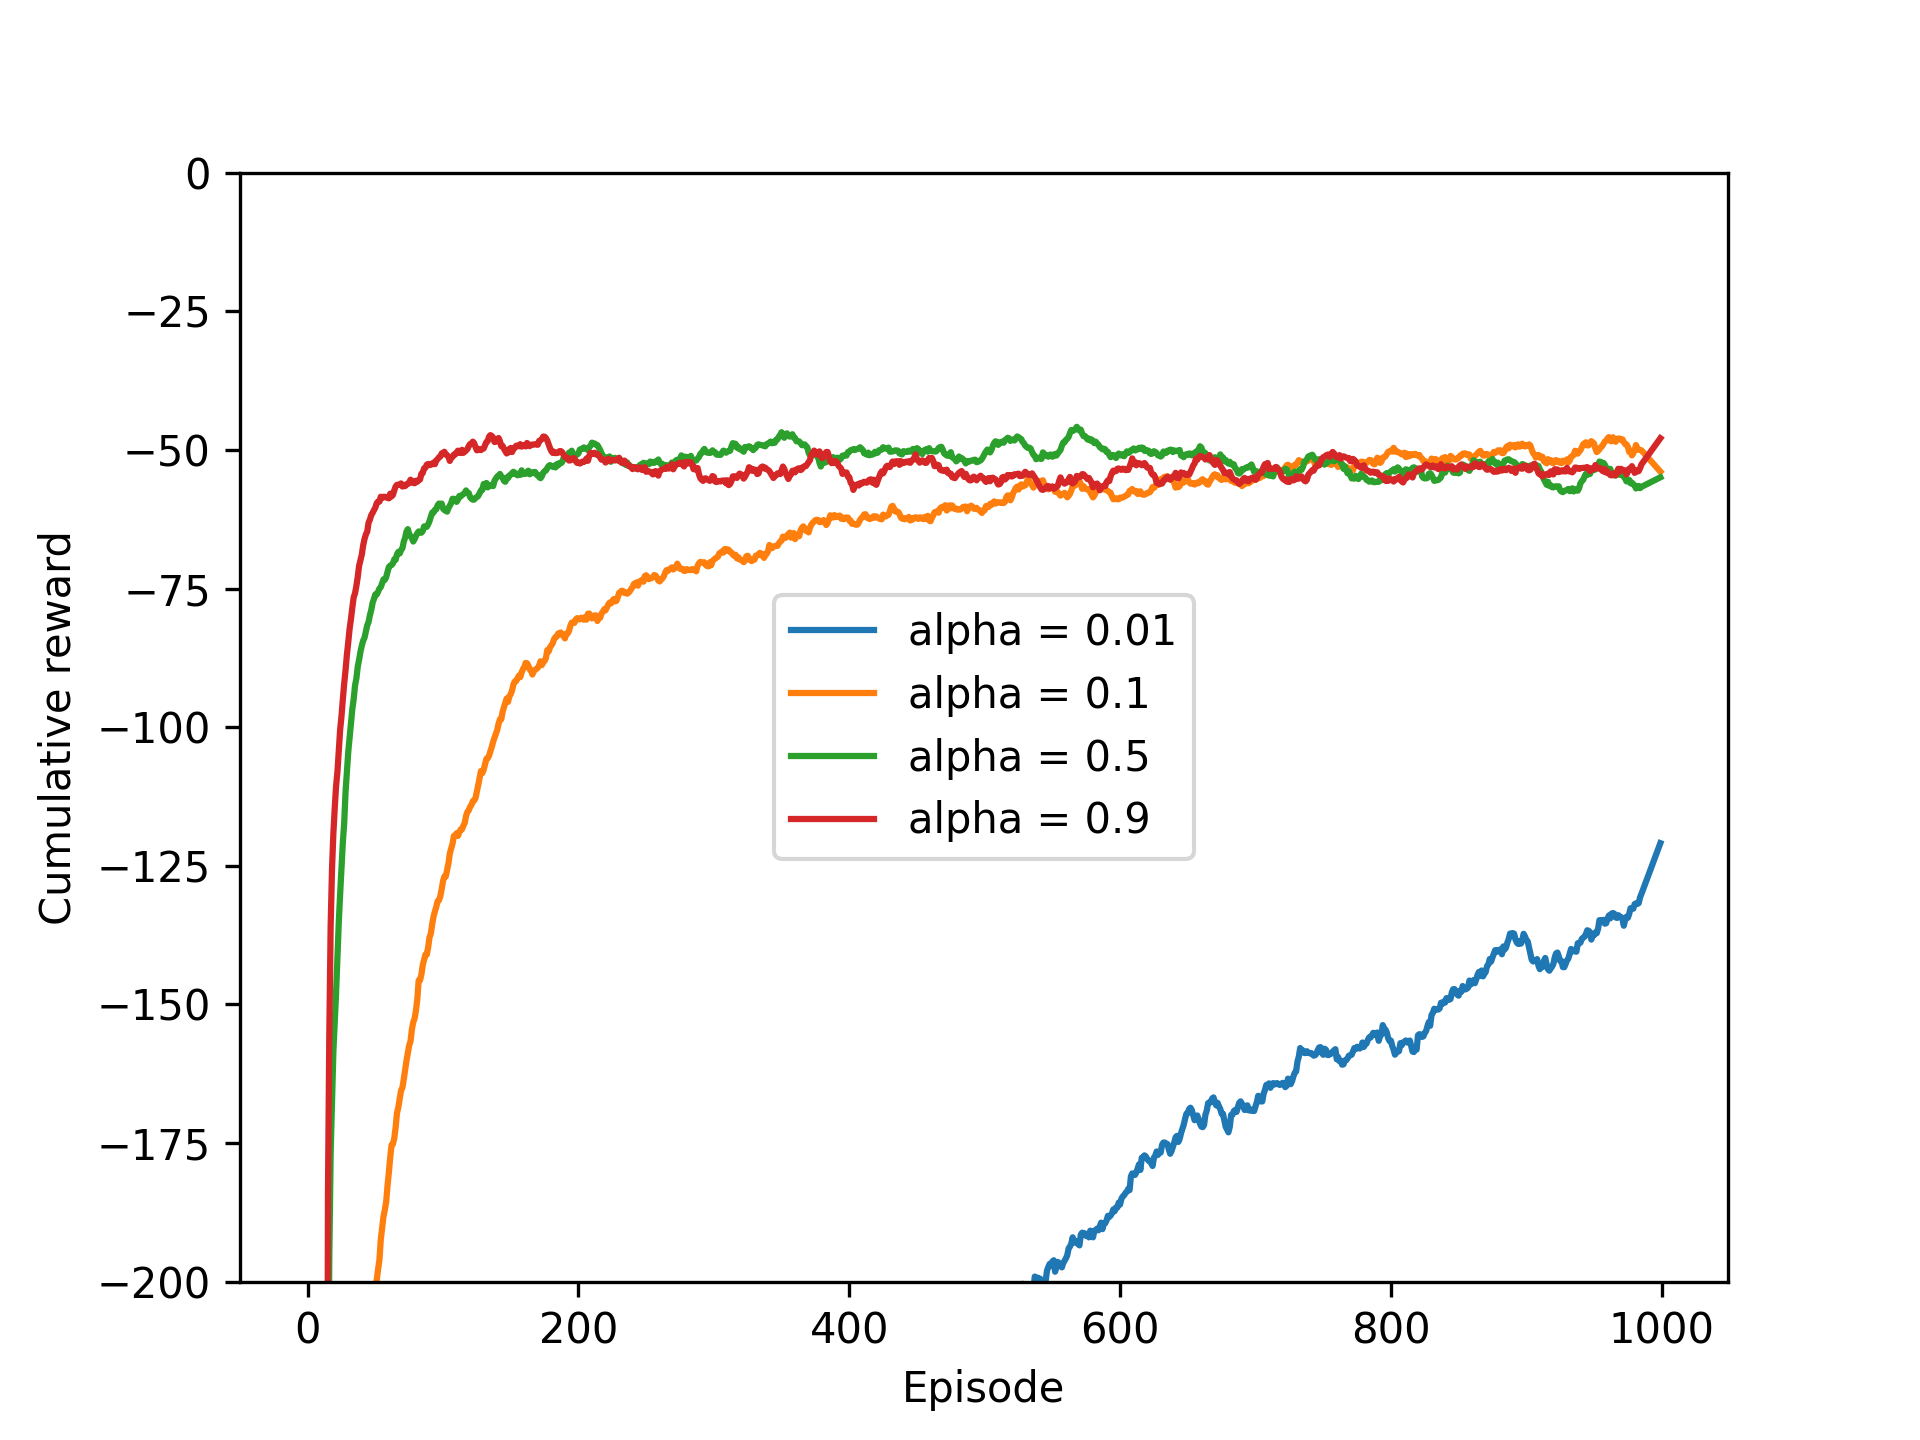 0
−25
−50
−75
−100
−125
−150
−175
−200
Cumulative reward
alpha = 0.01
alpha = 0.1
alpha = 0.5
alpha = 0.9
0 200 400 600 800 1000
Episode